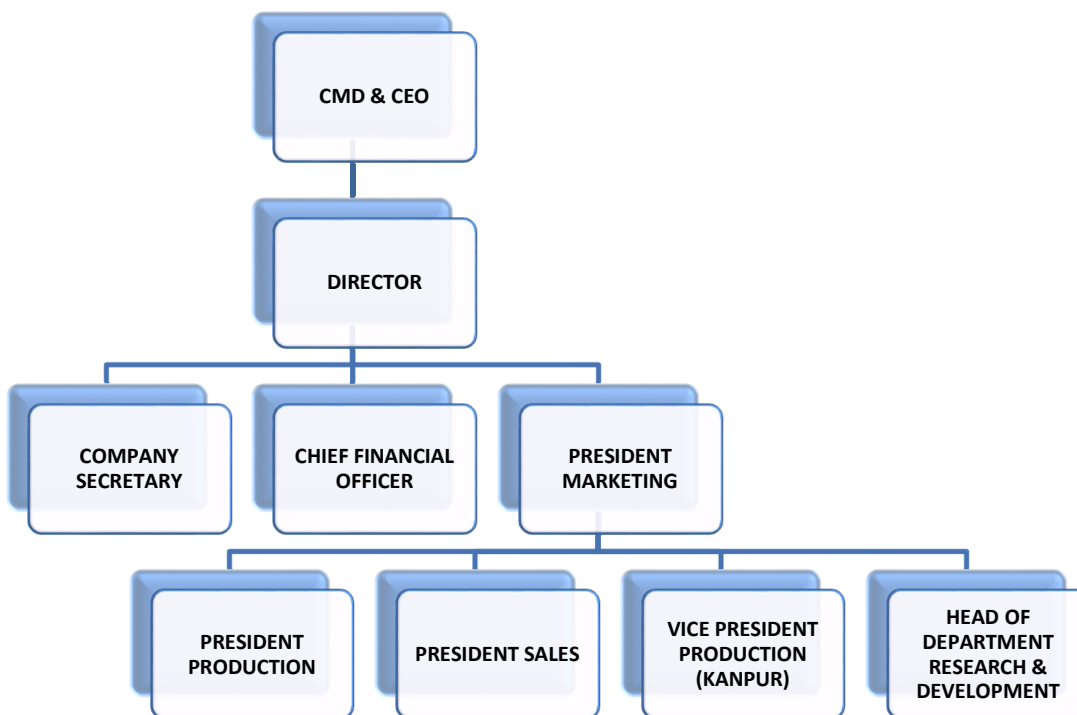 CMD & CEO
DIRECTOR
COMPANY
SECRETARY
CHIEF FINANCIAL
OFFICER
PRESIDENT
MARKETING
PRESIDENT
PRODUCTION
PRESIDENT SALES
VICE PRESIDENT
PRODUCTION
(KANPUR)
HEAD OF
DEPARTMENT
RESEARCH &
DEVELOPMENT